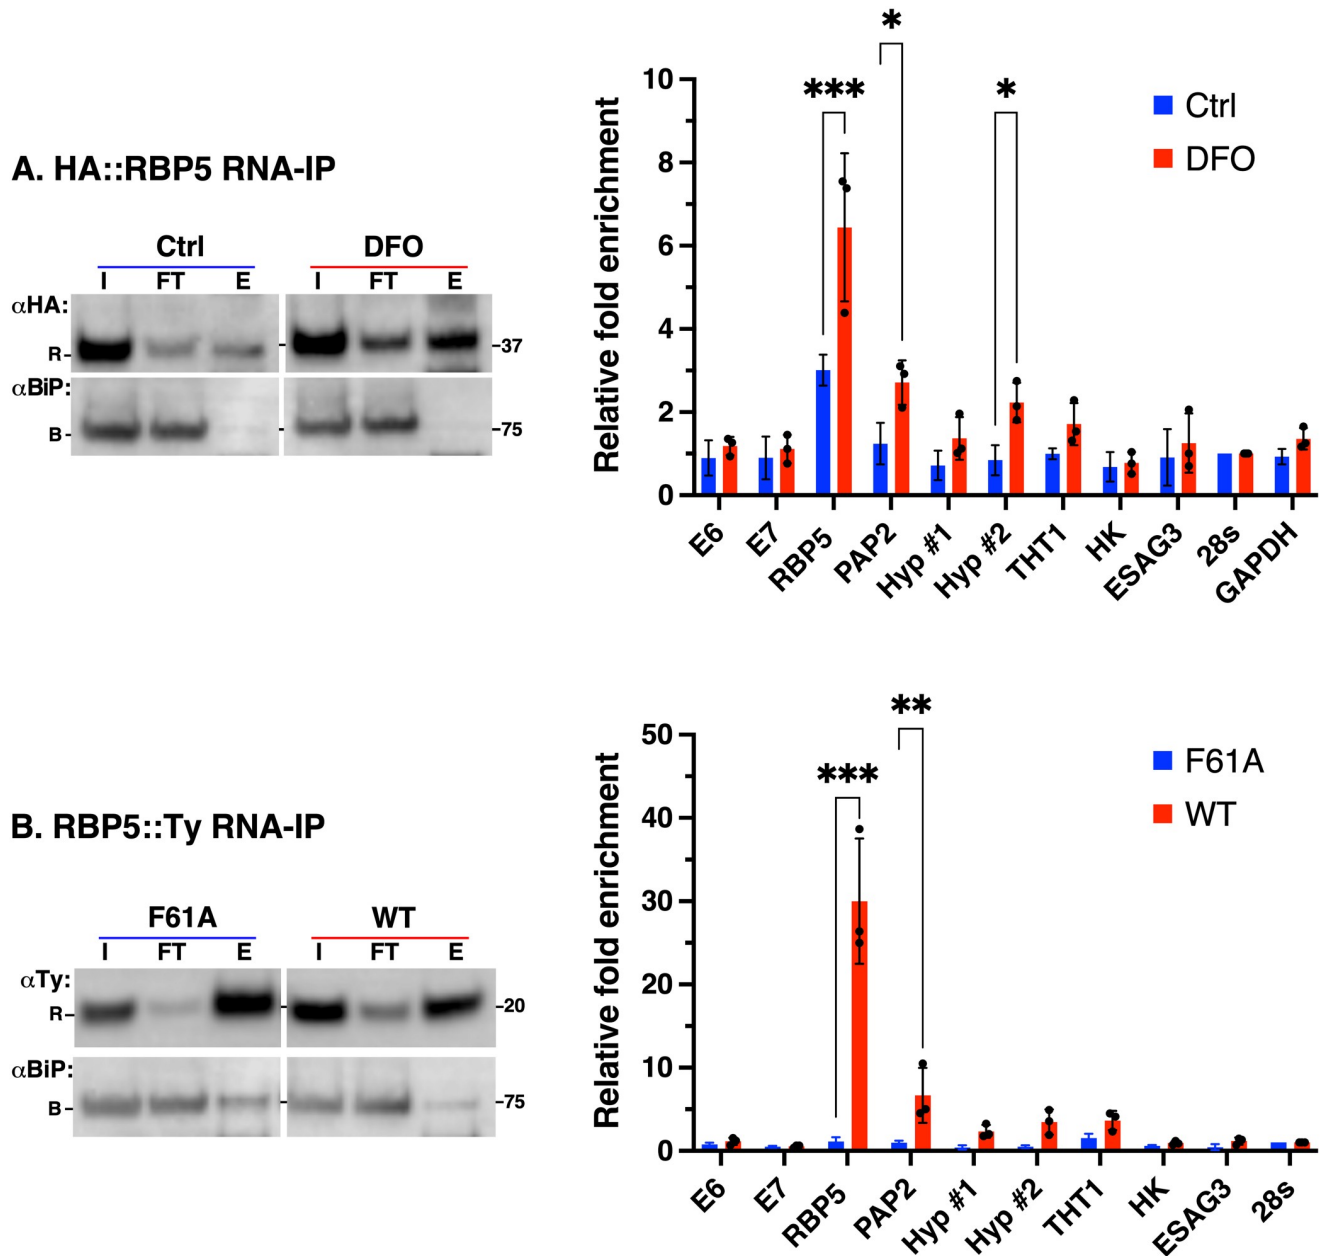 A. HA::RBP5 RNA-IP
Ctrl DFO
I FT E I FT E
αHA:
R- -37
αBiP:
B- -75
* 
*** *
10
8
6
4
2
0
Relative fold enrichment
Ctrl
DFO
E6 E7 RBP5 PAP2 Hyp #1 Hyp #2 THT1 HK ESAG3 28s GAPDH
B. RBP5::Ty RNA-IP
F61A WT
I FT E I FT E
αTy:
R- -20
αBiP:
B- -75
**
***
50
40
30
20
10
0
Relative fold enrichment
F61A
WT
E6 E7 RBP5 PAP2 Hyp #1 Hyp #2 THT1 HK ESAG3 28s